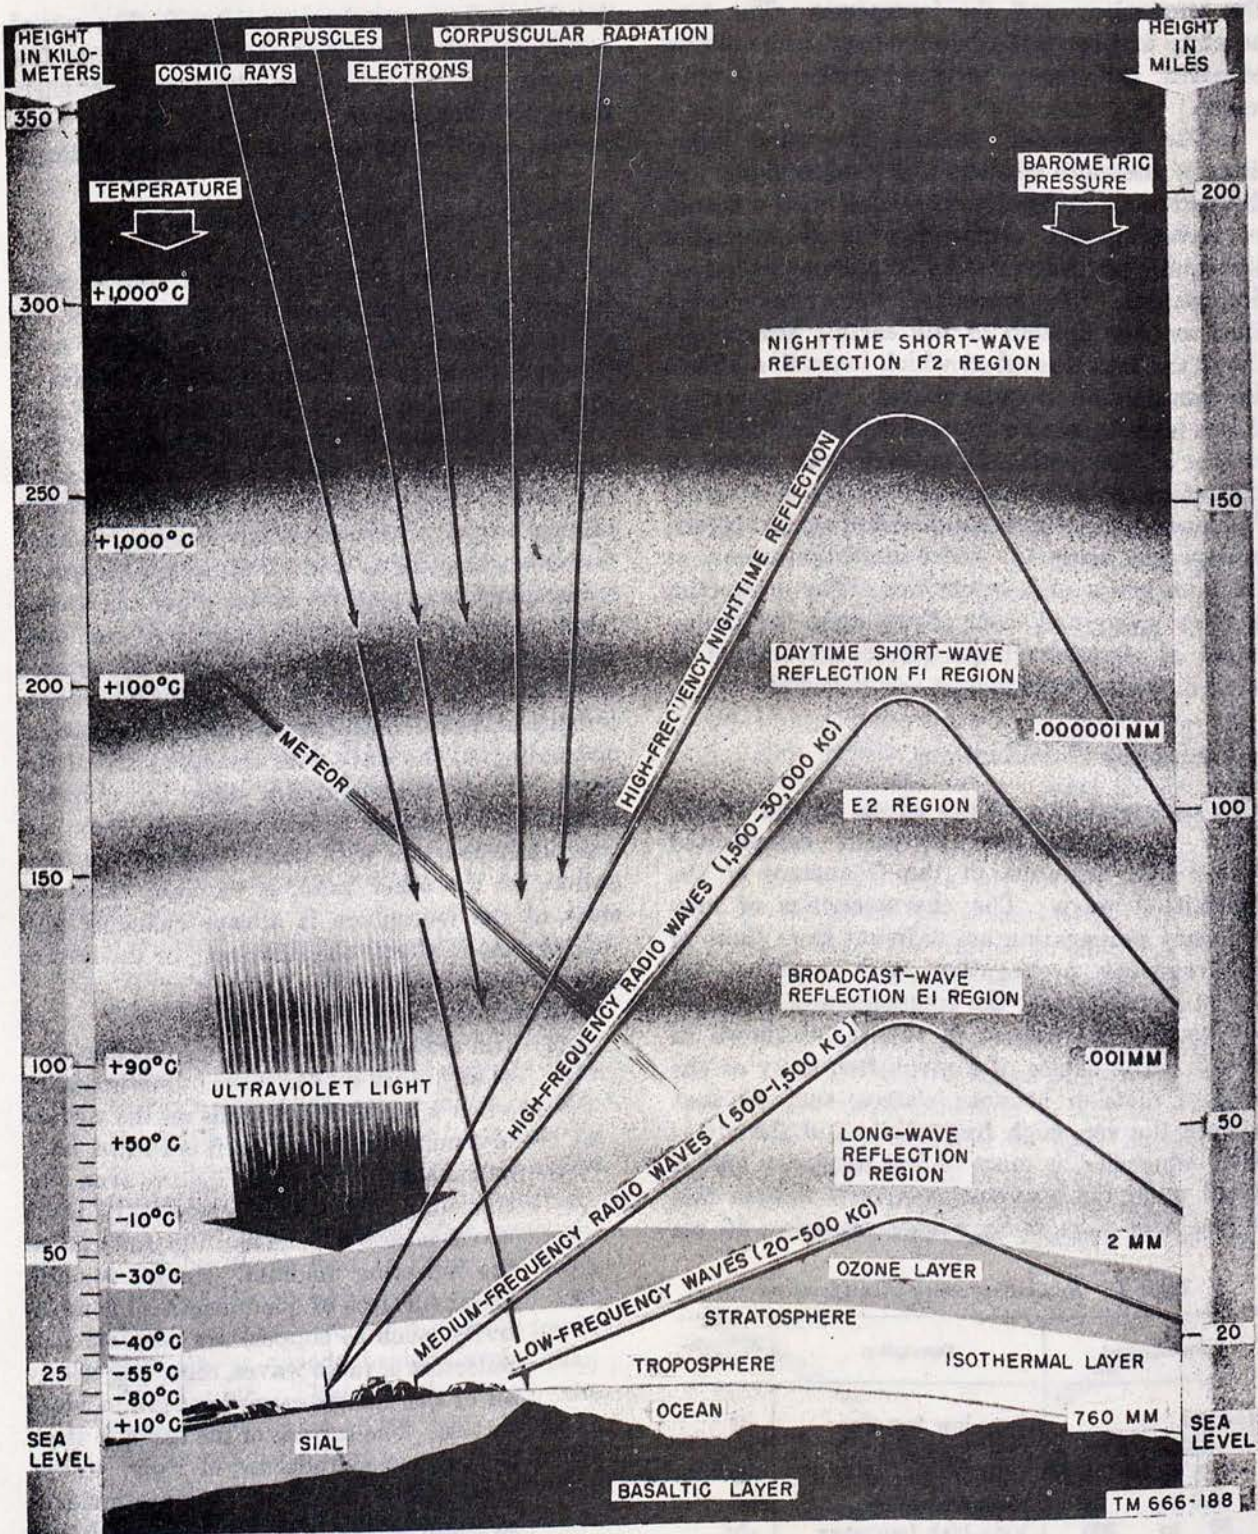 HEIGHT
IN KILO-
METERS
CORPUSCLES
CORPUSCULAR RADIATION
COSMIC RAYS
ELECTRONS
HEIGHT
IN
MILES
350
TEMPERATURE
BAROMETRIC
PRESSURE
200
+1,000°C
300
NIGHTTIME SHORT-WAVE
REFLECTION F2 REGION
HIGH-FREQUENCY NIGHTTIME REFLECTION
250
150
+1,000°C
DAYTIME SHORT-WAVE
REFLECTION F1 REGION
200
+100°C
METEOR
.000001 MM
HIGH-FREQUENCY RADIO WAVES (1,500-30,000 KC)
E2 REGION
100
150
BROADCAST-WAVE
REFLECTION E1 REGION
100
+90°C
.001 MM
ULTRAVIOLET LIGHT
MEDIUM-FREQUENCY RADIO WAVES (500-1,500 KC)
50
+50°C
LONG-WAVE
REFLECTION
D REGION
-10°C
LOW-FREQUENCY WAVES (20-500 KC)
2 MM
50
-30°C
OZONE LAYER
STRATOSPHERE
20
-40°C
TROPOSPHERE
ISOTHERMAL LAYER
25
-55°C
-80°C
+10°C
OCEAN
760 MM
SEA
LEVEL
SEA
LEVEL
SIAL
BASALTIC LAYER
TM 666-188